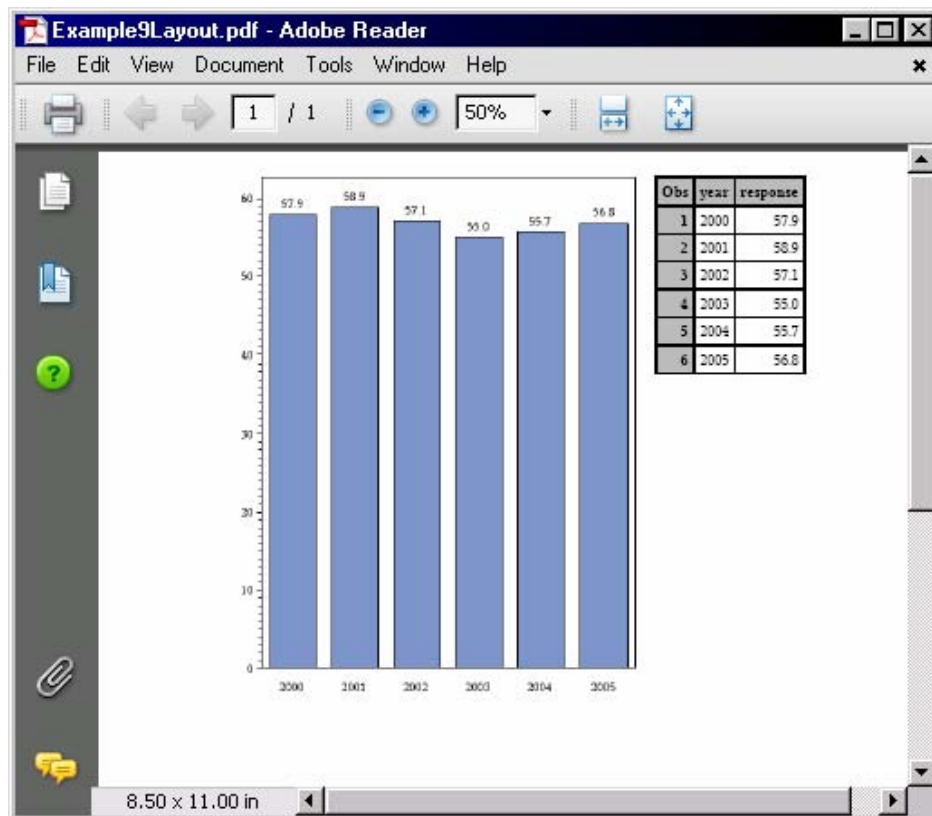 Example9Layout.pdf - Adobe Reader
File Edit View Document Tools Window Help
1 / 1 50%
60
50
40
30
20
10
0
57.9 58.9 57.1 55.0 55.7 56.8
2000 2001 2002 2003 2004 2005
Obs year response
1 2000 57.9
2 2001 58.9
3 2002 57.1
4 2003 55.0
5 2004 55.7
6 2005 56.8
8.50 x 11.00 in